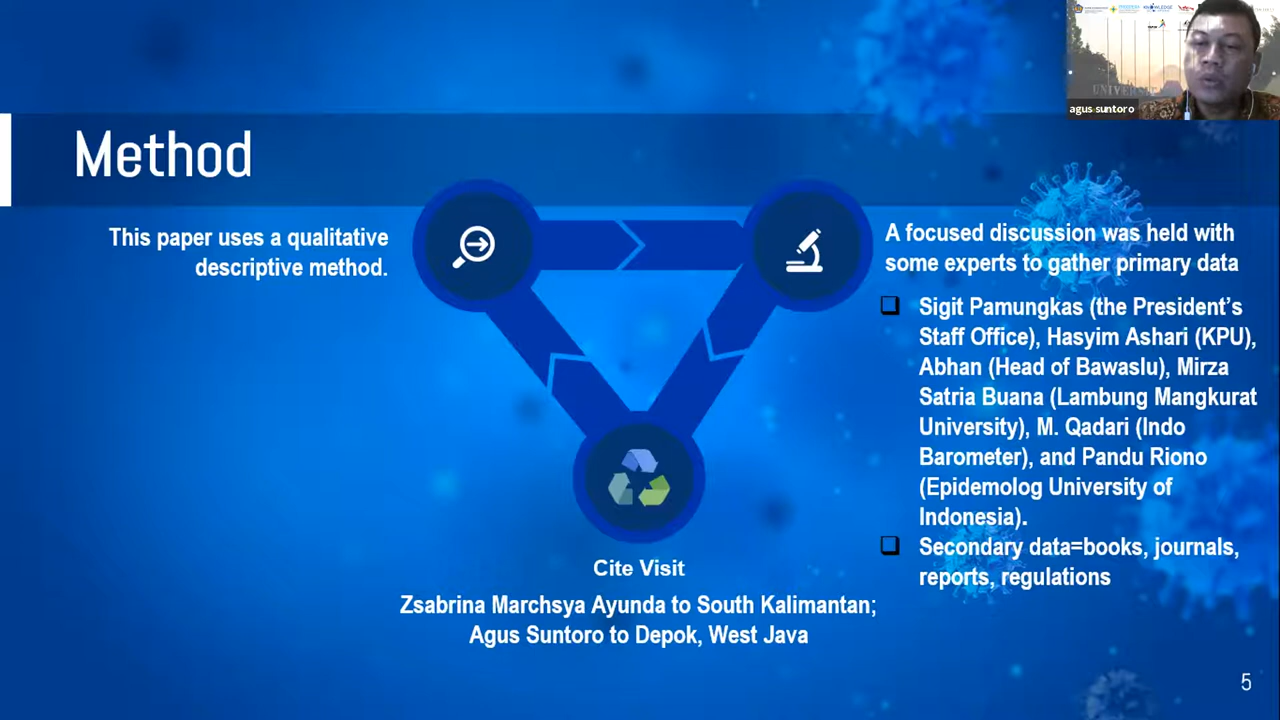 KNOWLEDGE
UNIVERSI
agus suntoro
Method
This paper uses a qualitative
descriptive method.
A focused discussion was held with
some experts to gather primary data
Sigit Pamungkas (the President's
Staff Office), Hasyim Ashari (KPU),
Abhan (Head of Bawaslu), Mirza
Satria Buana (Lambung Mangkurat
University), M. Qadari (Indo
Barometer), and Pandu Riono
(Epidemolog University of
Indonesia).
Secondary data=books, journals,
reports, regulations
Cite Visit
Zsabrina Marchsya Ayunda to South Kalimantan;
Agus Suntoro to Depok, West Java
5